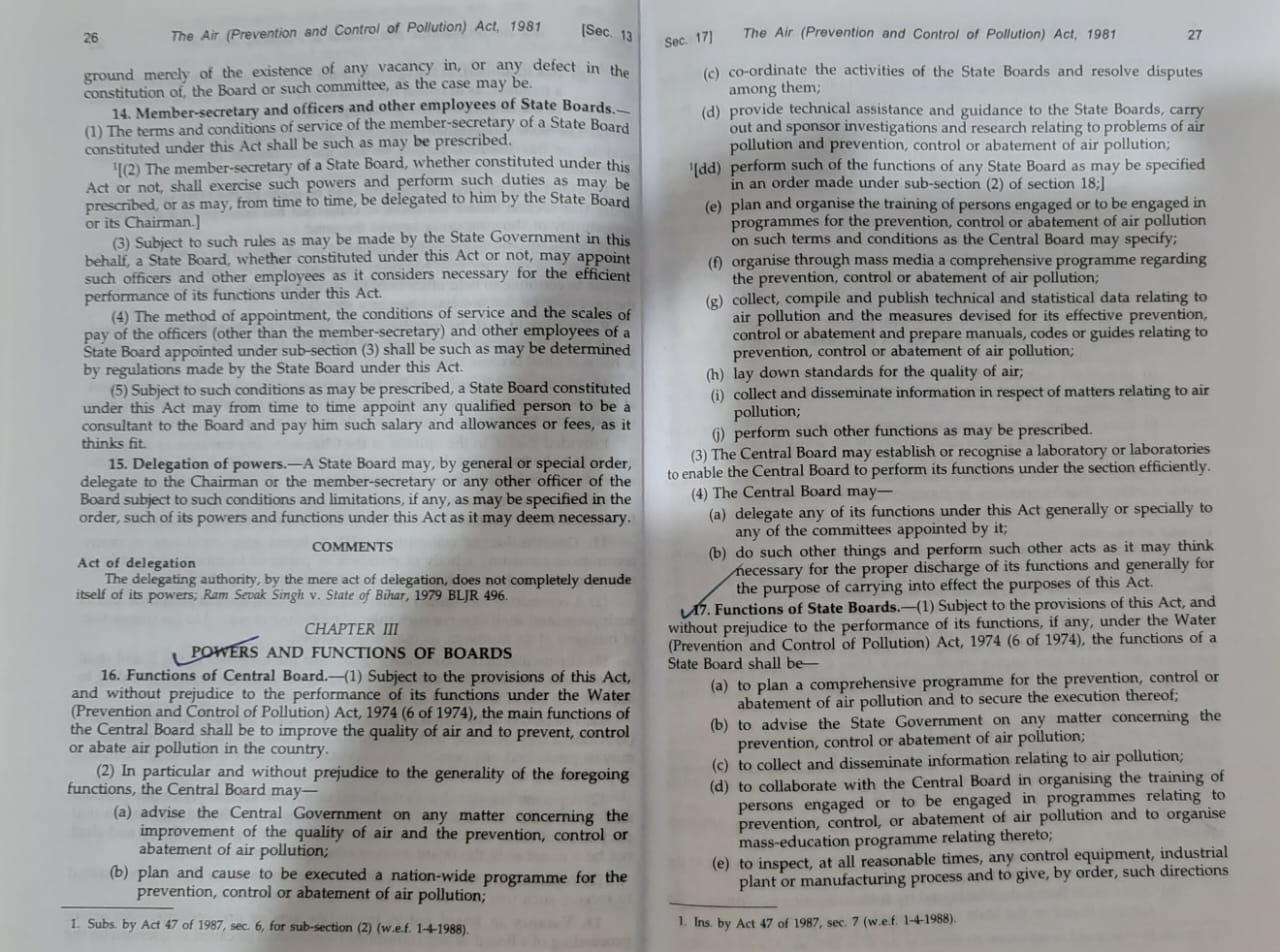 26 The Air (Prevention and Control of Pollution) Act, 1981 [Sec. 13
ground merely of the existence of any vacancy in, or any defect in the
constitution of, the Board or such committee, as the case may be.
14. Member-secretary and officers and other employees of State Boards.—
(1) The terms and conditions of service of the member-secretary of a State Board
constituted under this Act shall be such as may be prescribed.
¹[(2) The member-secretary of a State Board, whether constituted under this
Act or not, shall exercise such powers and perform such duties as may be
prescribed, or as may, from time to time, be delegated to him by the State Board
or its Chairman.]
(3) Subject to such rules as may be made by the State Government in this
behalf, a State Board, whether constituted under this Act or not, may appoint
such officers and other employees as it considers necessary for the efficient
performance of its functions under this Act.
(4) The method of appointment, the conditions of service and the scales of
pay of the officers (other than the member-secretary) and other employees of a
State Board appointed under sub-section (3) shall be such as may be determined
by regulations made by the State Board under this Act.
(5) Subject to such conditions as may be prescribed, a State Board constituted
under this Act may from time to time appoint any qualified person to be a
consultant to the Board and pay him such salary and allowances or fees, as it
thinks fit.
15. Delegation of powers.—A State Board may, by general or special order,
delegate to the Chairman or the member-secretary or any other officer of the
Board subject to such conditions and limitations, if any, as may be specified in the
order, such of its powers and functions under this Act as it may deem necessary.
COMMENTS
Act of delegation
The delegating authority, by the mere act of delegation, does not completely denude
itself of its powers; Ram Sevak Singh v. State of Bihar, 1979 BLJR 496.
CHAPTER III
POWERS AND FUNCTIONS OF BOARDS
16. Functions of Central Board.—(1) Subject to the provisions of this Act,
and without prejudice to the performance of its functions under the Water
(Prevention and Control of Pollution) Act, 1974 (6 of 1974), the main functions of
the Central Board shall be to improve the quality of air and to prevent, control
or abate air pollution in the country.
(2) In particular and without prejudice to the generality of the foregoing
functions, the Central Board may—
(a) advise the Central Government on any matter concerning the
improvement of the quality of air and the prevention, control or
abatement of air pollution;
(b) plan and cause to be executed a nation-wide programme for the
prevention, control or abatement of air pollution;
1. Subs. by Act 47 of 1987, sec. 6, for sub-section (2) (w.e.f. 1-4-1988).
Sec. 17] The Air (Prevention and Control of Pollution) Act, 1981 27
(c) co-ordinate the activities of the State Boards and resolve disputes
among them;
(d) provide technical assistance and guidance to the State Boards, carry
out and sponsor investigations and research relating to problems of air
pollution and prevention, control or abatement of air pollution;
¹[dd) perform such of the functions of any State Board as may be specified
in an order made under sub-section (2) of section 18;]
(e) plan and organise the training of persons engaged or to be engaged in
programmes for the prevention, control or abatement of air pollution
on such terms and conditions as the Central Board may specify;
(f) organise through mass media a comprehensive programme regarding
the prevention, control or abatement of air pollution;
(g) collect, compile and publish technical and statistical data relating to
air pollution and the measures devised for its effective prevention,
control or abatement and prepare manuals, codes or guides relating to
prevention, control or abatement of air pollution;
(h) lay down standards for the quality of air;
(i) collect and disseminate information in respect of matters relating to air
pollution;
(j) perform such other functions as may be prescribed.
(3) The Central Board may establish or recognise a laboratory or laboratories
to enable the Central Board to perform its functions under the section efficiently.
(4) The Central Board may—
(a) delegate any of its functions under this Act generally or specially to
any of the committees appointed by it;
(b) do such other things and perform such other acts as it may think
necessary for the proper discharge of its functions and generally for
the purpose of carrying into effect the purposes of this Act.
17. Functions of State Boards.—(1) Subject to the provisions of this Act, and
without prejudice to the performance of its functions, if any, under the Water
(Prevention and Control of Pollution) Act, 1974 (6 of 1974), the functions of a
State Board shall be—
(a) to plan a comprehensive programme for the prevention, control or
abatement of air pollution and to secure the execution thereof;
(b) to advise the State Government on any matter concerning the
prevention, control or abatement of air pollution;
(c) to collect and disseminate information relating to air pollution;
(d) to collaborate with the Central Board in organising the training of
persons engaged or to be engaged in programmes relating to
prevention, control, or abatement of air pollution and to organise
mass-education programme relating thereto;
(e) to inspect, at all reasonable times, any control equipment, industrial
plant or manufacturing process and to give, by order, such directions
1. Ins. by Act 47 of 1987, sec. 7 (w.e.f. 1-4-1988).